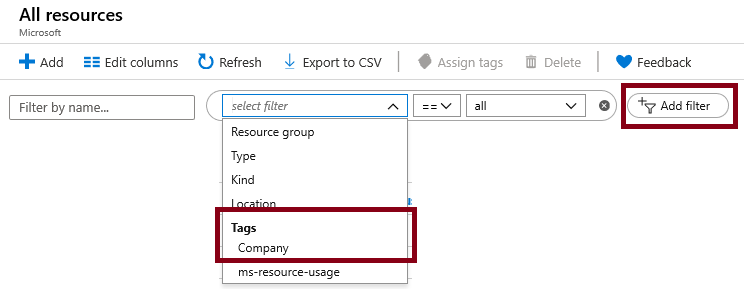 All resources
Microsoft
Add Edit columns Refresh Export to CSV Assign tags Delete Feedback
Filter by name... select filter == all Add filter
Resource group
Type
Kind
Location
Tags
Company
ms-resource-usage